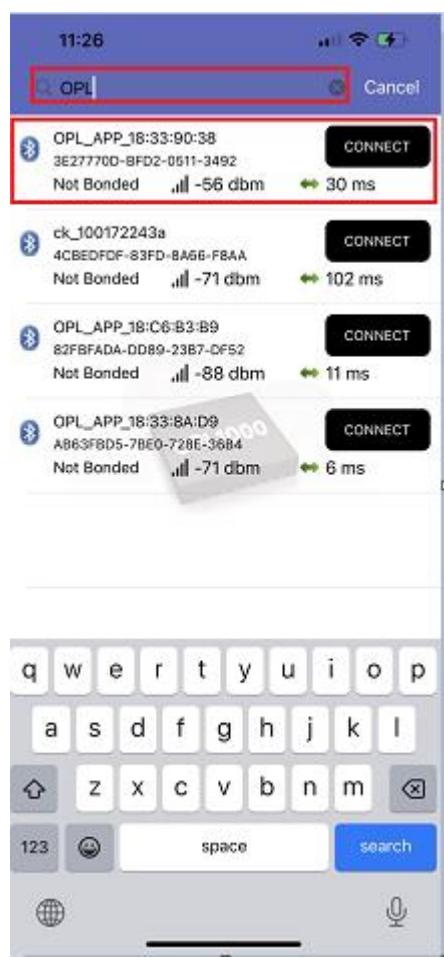 11:26
OPL
Cancel
OPL_APP_18:33:90:38
CONNECT
3E27770D-BFD2-0511-3492
Not Bonded -56 dbm 30 ms
ck_100172243a
CONNECT
4CBEDFDF-83FD-8A66-F8AA
Not Bonded -71 dbm 102 ms
OPL_APP_18:C6:B3:B9
CONNECT
82FBFADA-DD89-23B7-DF52
Not Bonded -88 dbm 11 ms
OPL_APP_18:33:8A:D9
CONNECT
AB63FBD5-7BE0-728E-36B4
Not Bonded -71 dbm 6 ms
q w e r t y u i o p
a s d f g h j k l
z x c v b n m
123 space search